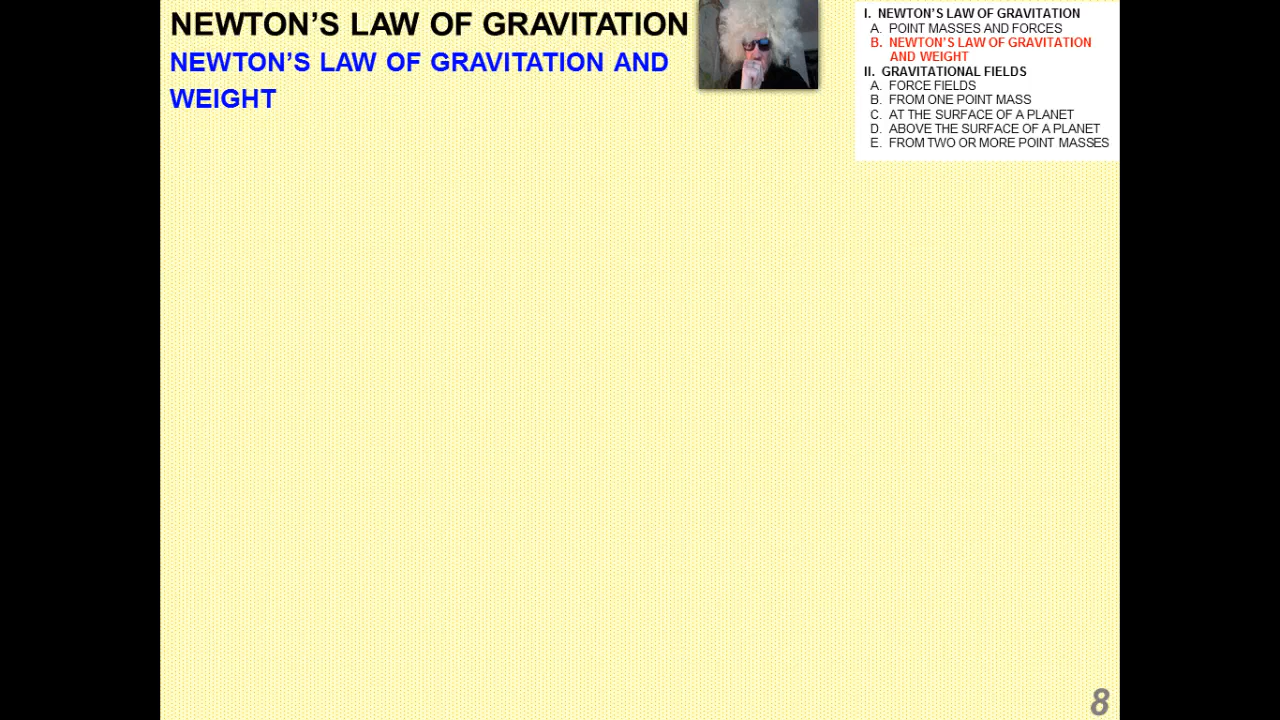 NEWTON’S LAW OF GRAVITATION
NEWTON’S LAW OF GRAVITATION AND
WEIGHT
I. NEWTON’S LAW OF GRAVITATION
A. POINT MASSES AND FORCES
B. NEWTON’S LAW OF GRAVITATION
AND WEIGHT
II. GRAVITATIONAL FIELDS
A. FORCE FIELDS
B. FROM ONE POINT MASS
C. AT THE SURFACE OF A PLANET
D. ABOVE THE SURFACE OF A PLANET
E. FROM TWO OR MORE POINT MASSES
8